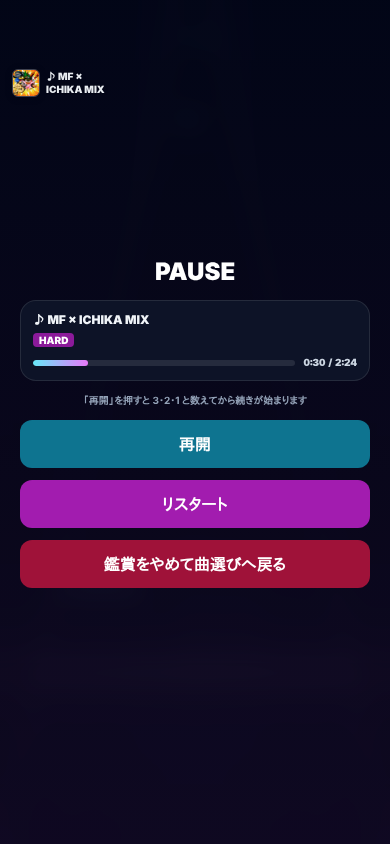 ♪ MF ×
ICHIKA MIX
PAUSE
♪ MF × ICHIKA MIX
HARD
0:30 / 2:24
「再開」を押すと 3・2・1 と数えてから続きが始まります
再開
リスタート
鑑賞をやめて曲選びへ戻る